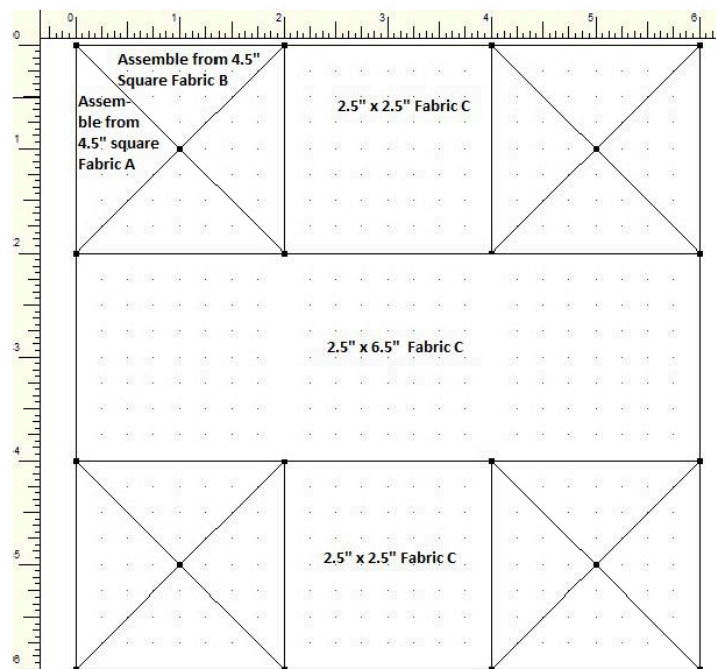 0 1 2 3 4 5 6
0
Assemble from 4.5"
Square Fabric B
Assem-
ble from
4.5" square
Fabric A
2.5" x 2.5" Fabric C
1
2
2.5" x 6.5" Fabric C
3
4
2.5" x 2.5" Fabric C
5
6